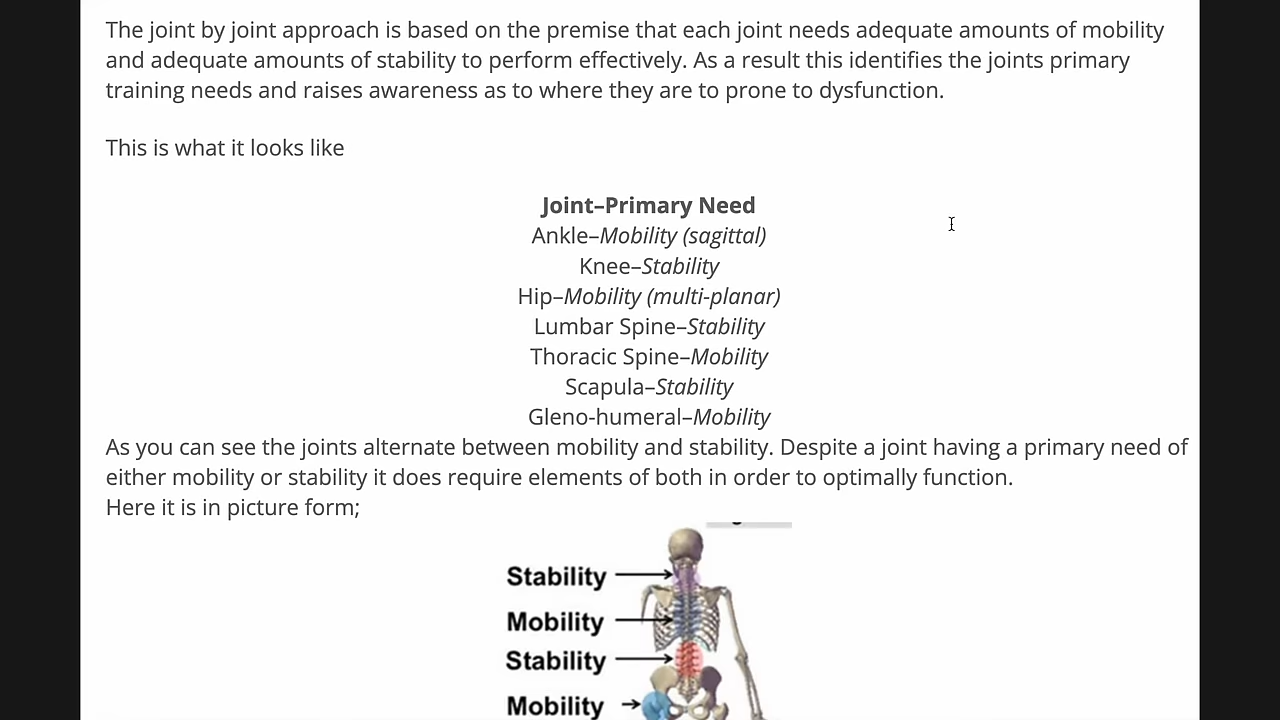 The joint by joint approach is based on the premise that each joint needs adequate amounts of mobility
and adequate amounts of stability to perform effectively. As a result this identifies the joints primary
training needs and raises awareness as to where they are to prone to dysfunction.
This is what it looks like
Joint–Primary Need
Ankle–Mobility (sagittal)
Knee–Stability
Hip–Mobility (multi-planar)
Lumbar Spine–Stability
Thoracic Spine–Mobility
Scapula–Stability
Gleno-humeral–Mobility
As you can see the joints alternate between mobility and stability. Despite a joint having a primary need of
either mobility or stability it does require elements of both in order to optimally function.
Here it is in picture form;
Stability
Mobility
Stability
Mobility